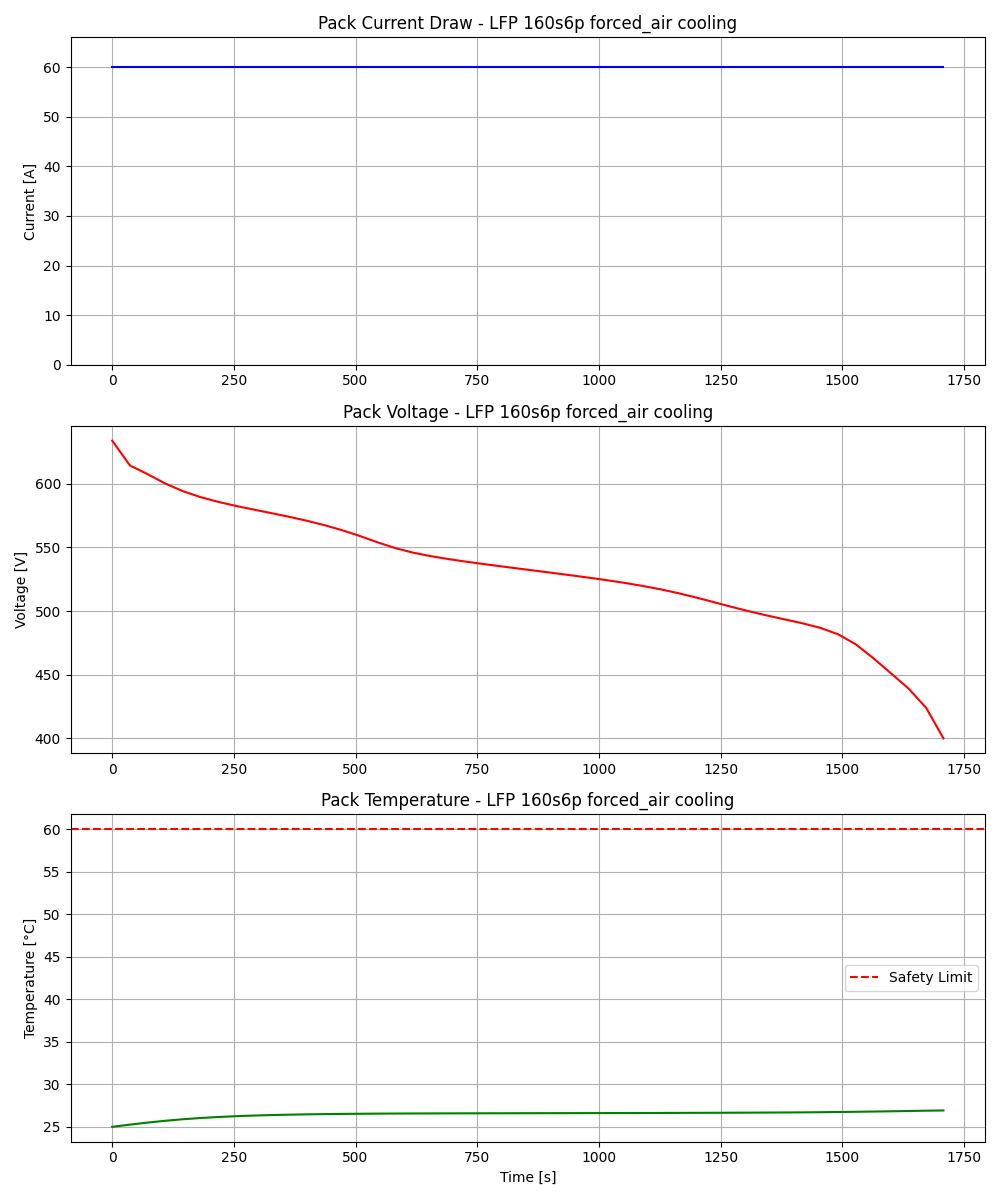 Pack Current Draw - LFP 160s6p forced_air cooling
Current [A]
60
50
40
30
20
10
0
0 250 500 750 1000 1250 1500 1750
Pack Voltage - LFP 160s6p forced_air cooling
Voltage [V]
600
550
500
450
400
0 250 500 750 1000 1250 1500 1750
Pack Temperature - LFP 160s6p forced_air cooling
Temperature [°C]
60
55
50
45
40
35
30
25
Safety Limit
0 250 500 750 1000 1250 1500 1750
Time [s]